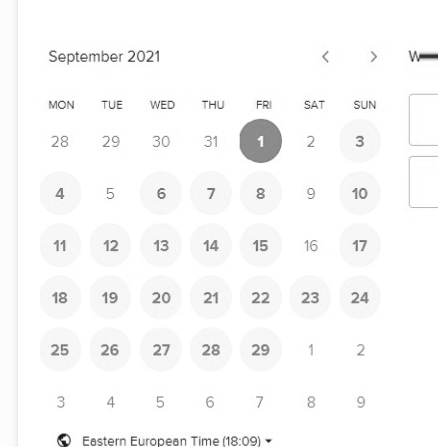 September 2021
MON TUE WED THU FRI SAT SUN
28 29 30 31 1 2 3
4 5 6 7 8 9 10
11 12 13 14 15 16 17
18 19 20 21 22 23 24
25 26 27 28 29 1 2
3 4 5 6 7 8 9
Eastern European Time (18:09)